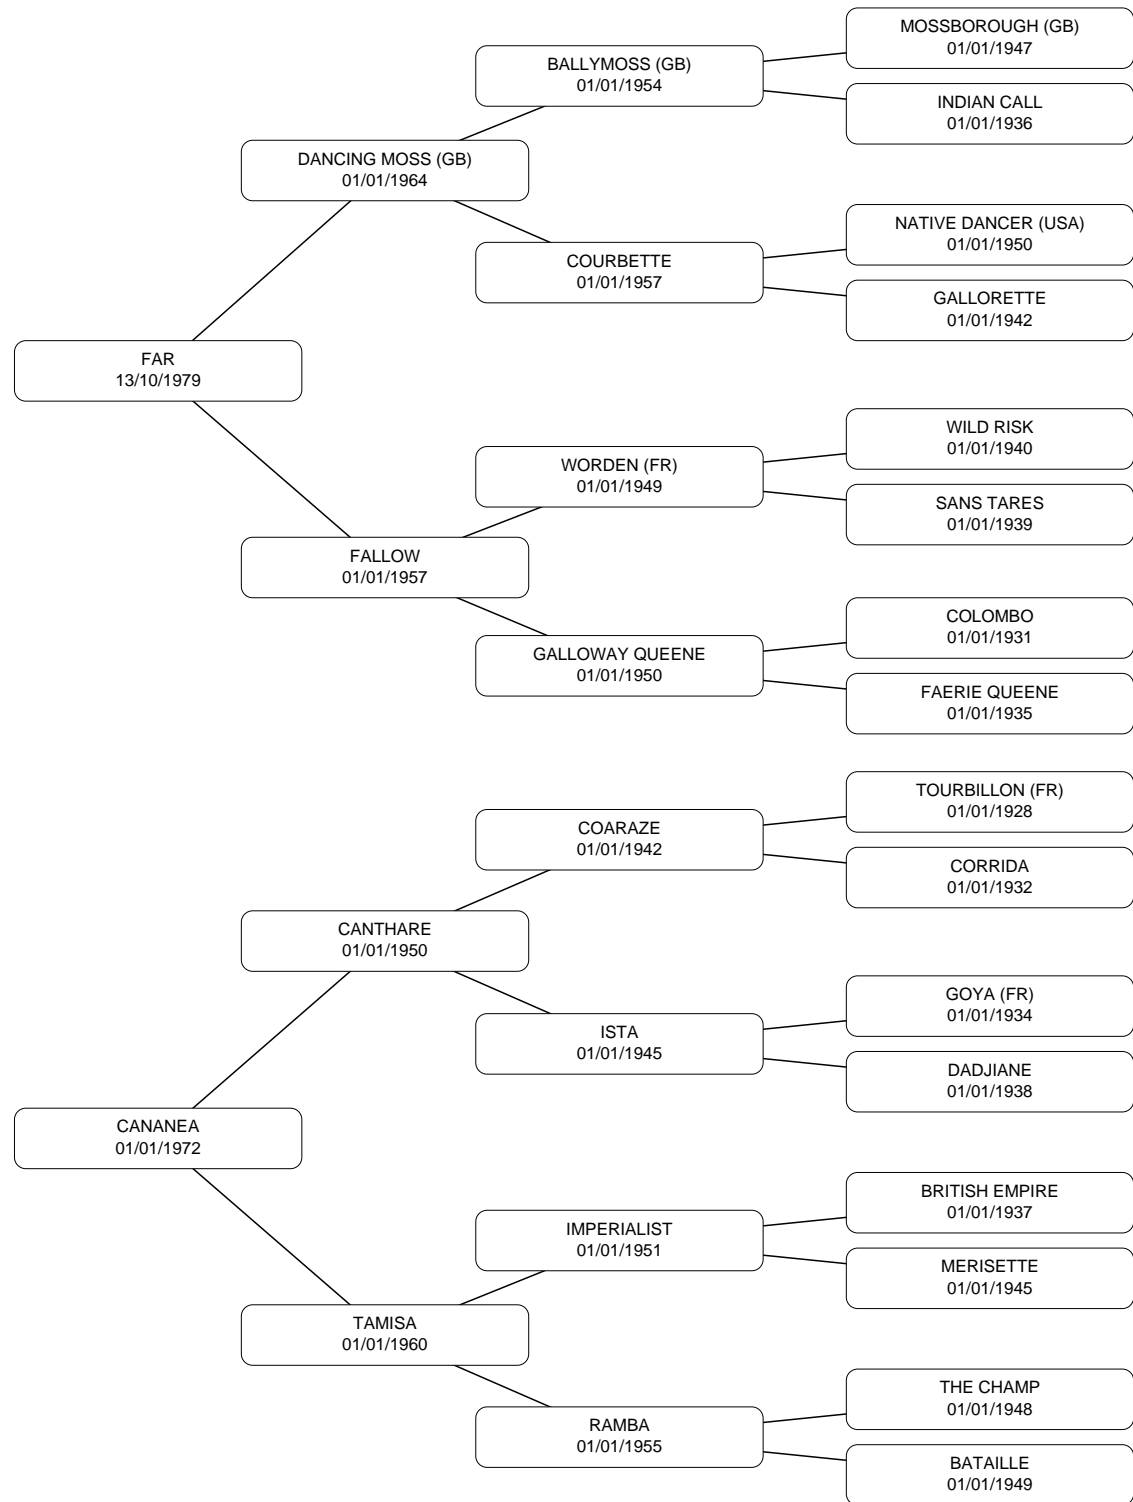 MOSSBOROUGH (GB)
01/01/1947
BALLYMOSS (GB)
01/01/1954
INDIAN CALL
01/01/1936
DANCING MOSS (GB)
01/01/1964
NATIVE DANCER (USA)
01/01/1950
COURBETTE
01/01/1957
GALLORETTE
01/01/1942
FAR
13/10/1979
WILD RISK
01/01/1940
WORDEN (FR)
01/01/1949
SANS TARES
01/01/1939
FALLOW
01/01/1957
COLOMBO
01/01/1931
GALLOWAY QUEENE
01/01/1950
FAERIE QUEENE
01/01/1935
TOURBILLON (FR)
01/01/1928
COARAZE
01/01/1942
CORRIDA
01/01/1932
CANTHARE
01/01/1950
GOYA (FR)
01/01/1934
ISTA
01/01/1945
DADJIANE
01/01/1938
CANANEA
01/01/1972
BRITISH EMPIRE
01/01/1937
IMPERIALIST
01/01/1951
MERISETTE
01/01/1945
TAMISA
01/01/1960
THE CHAMP
01/01/1948
RAMBA
01/01/1955
BATAILLE
01/01/1949